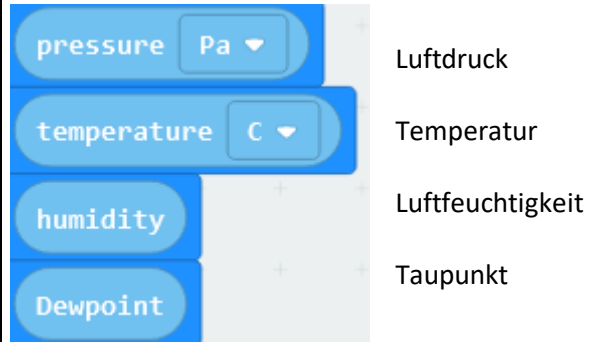 pressure Pa
Luftdruck
temperature C
Temperatur
humidity
Luftfeuchtigkeit
Dewpoint
Taupunkt